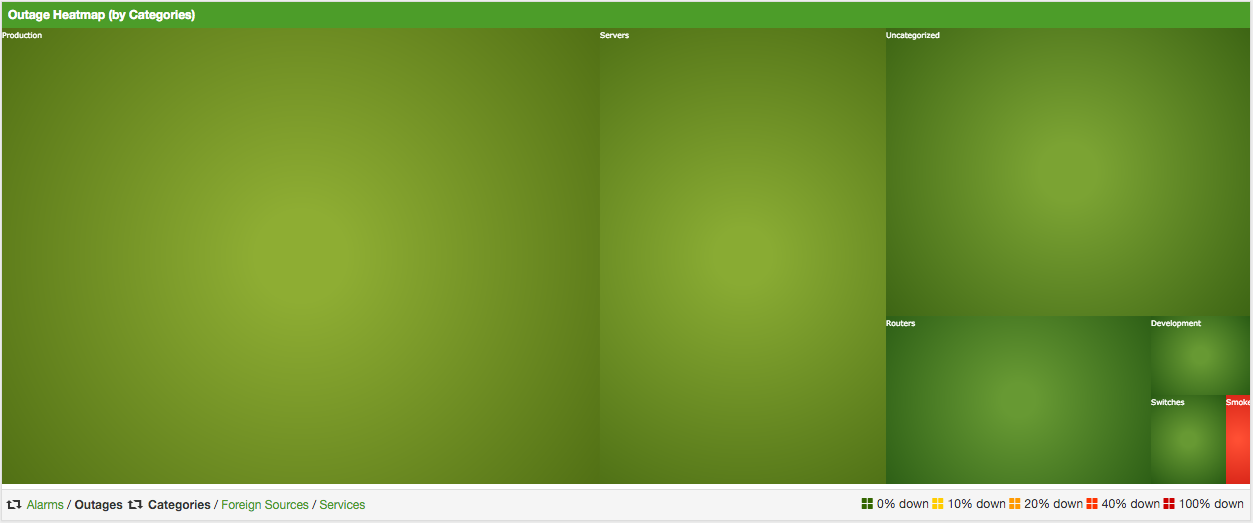 Outage Heatmap (by Categories)
Production
Servers
Uncategorized
Routers
Development
Switches
Smoke
Alarms / Outages Categories / Foreign Sources / Services
0% down 10% down 20% down 40% down 100% down